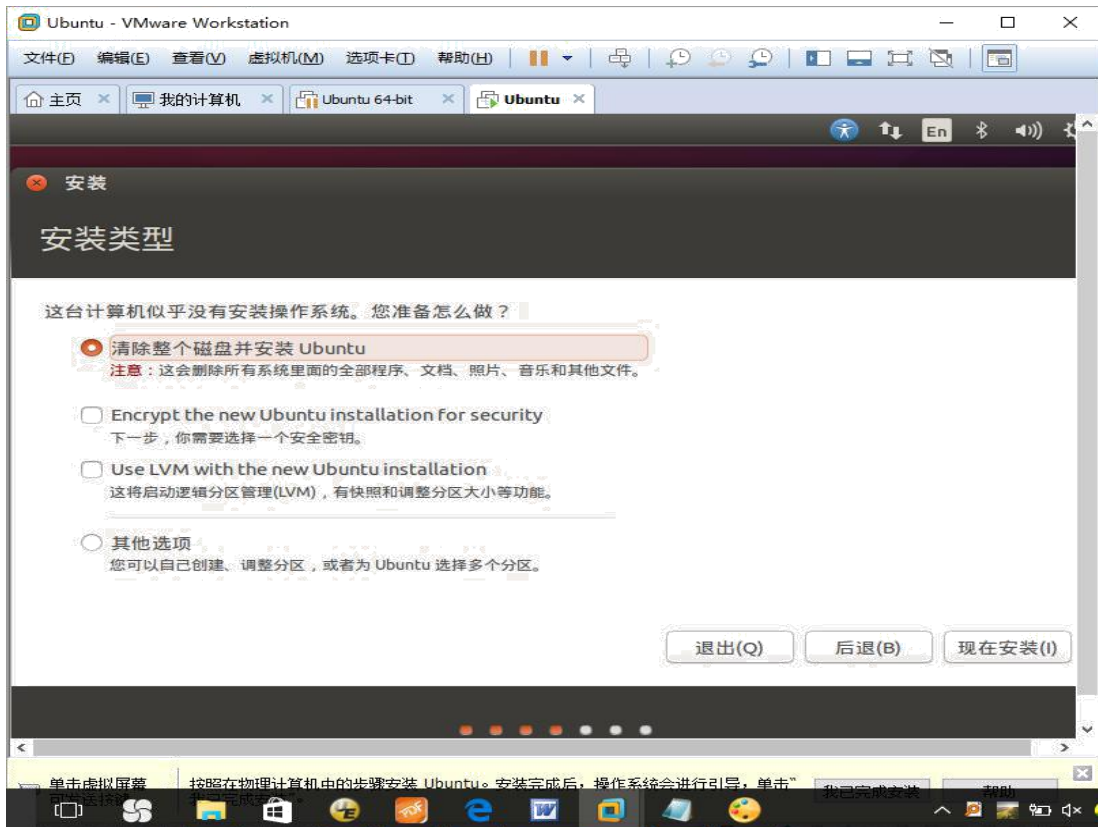 Ubuntu - VMware Workstation
文件(F) 编辑(E) 查看(V) 虚拟机(M) 选项卡(T) 帮助(H)
主页 我的计算机 Ubuntu 64-bit Ubuntu
En
安装
安装类型
这台计算机似乎没有安装操作系统。您准备怎么做？
清除整个磁盘并安装 Ubuntu
注意：这会删除所有系统里面的全部程序、文档、照片、音乐和其他文件。
Encrypt the new Ubuntu installation for security
下一步，你需要选择一个安全密钥。
Use LVM with the new Ubuntu installation
这将启动逻辑分区管理(LVM)，有快照和调整分区大小等功能。
其他选项
您可以自己创建、调整分区，或者为 Ubuntu 选择多个分区。
退出(Q) 后退(B) 现在安装(I)
单击虚拟屏幕
可发送按键
按照在物理计算机中的步骤安装 Ubuntu。安装完成后，操作系统会进行引导，单击"
我已完成安装"。
我已完成安装 帮助